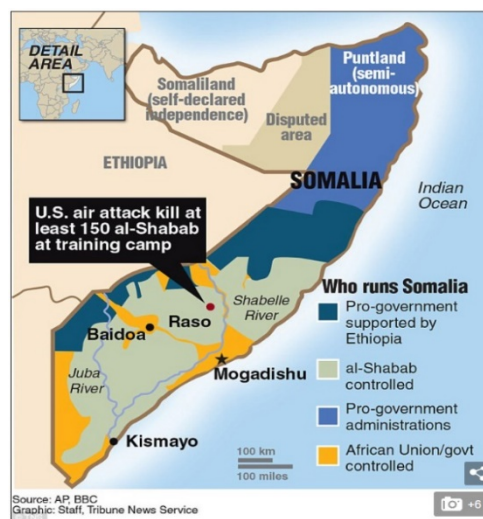 DETAIL
AREA
Somaliland
(self-declared
independence)
Puntland
(semi-
autonomous)
Disputed
area
ETHIOPIA
SOMALIA
Indian
Ocean
U.S. air attack kill at
least 150 al-Shabab
at training camp
Shabelle
River
Raso
Baidoa
Juba
River
Mogadishu
Kismayo
Who runs Somalia
Pro-government
supported by
Ethiopia
al-Shabab
controlled
Pro-government
administrations
African Union/govt
controlled
100 km
100 miles
Source: AP, BBC
Graphic: Staff, Tribune News Service
+6